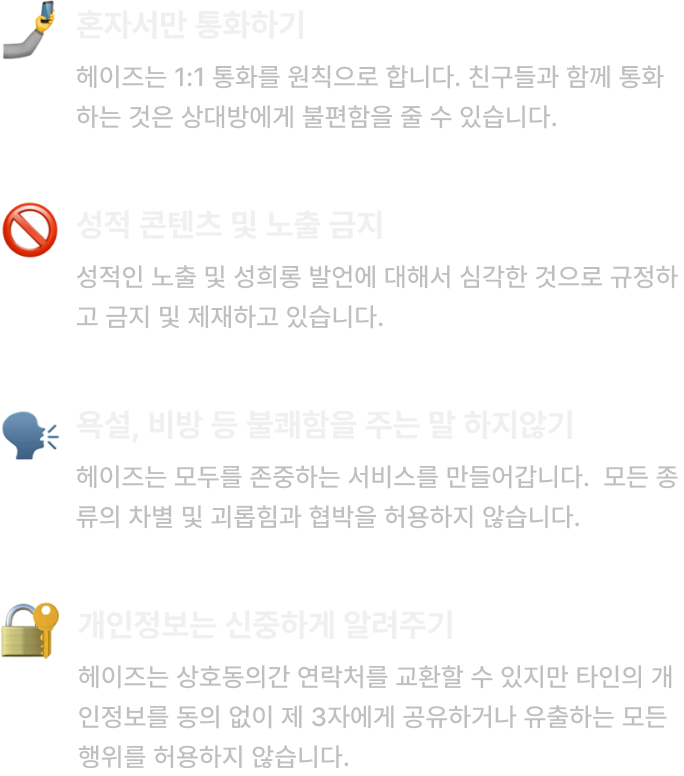 혼자서만 통화하기
헤이즈는 1:1 통화를 원칙으로 합니다. 친구들과 함께 통화
하는 것은 상대방에게 불편함을 줄 수 있습니다.
성적 콘텐츠 및 노출 금지
성적인 노출 및 성희롱 발언에 대해서 심각한 것으로 규정하
고 금지 및 제재하고 있습니다.
욕설, 비방 등 불쾌함을 주는 말 하지않기
헤이즈는 모두를 존중하는 서비스를 만들어갑니다.  모든 종
류의 차별 및 괴롭힘과 협박을 허용하지 않습니다.
개인정보는 신중하게 알려주기
헤이즈는 상호동의간 연락처를 교환할 수 있지만 타인의 개
인정보를 동의 없이 제 3자에게 공유하거나 유출하는 모든
행위를 허용하지 않습니다.